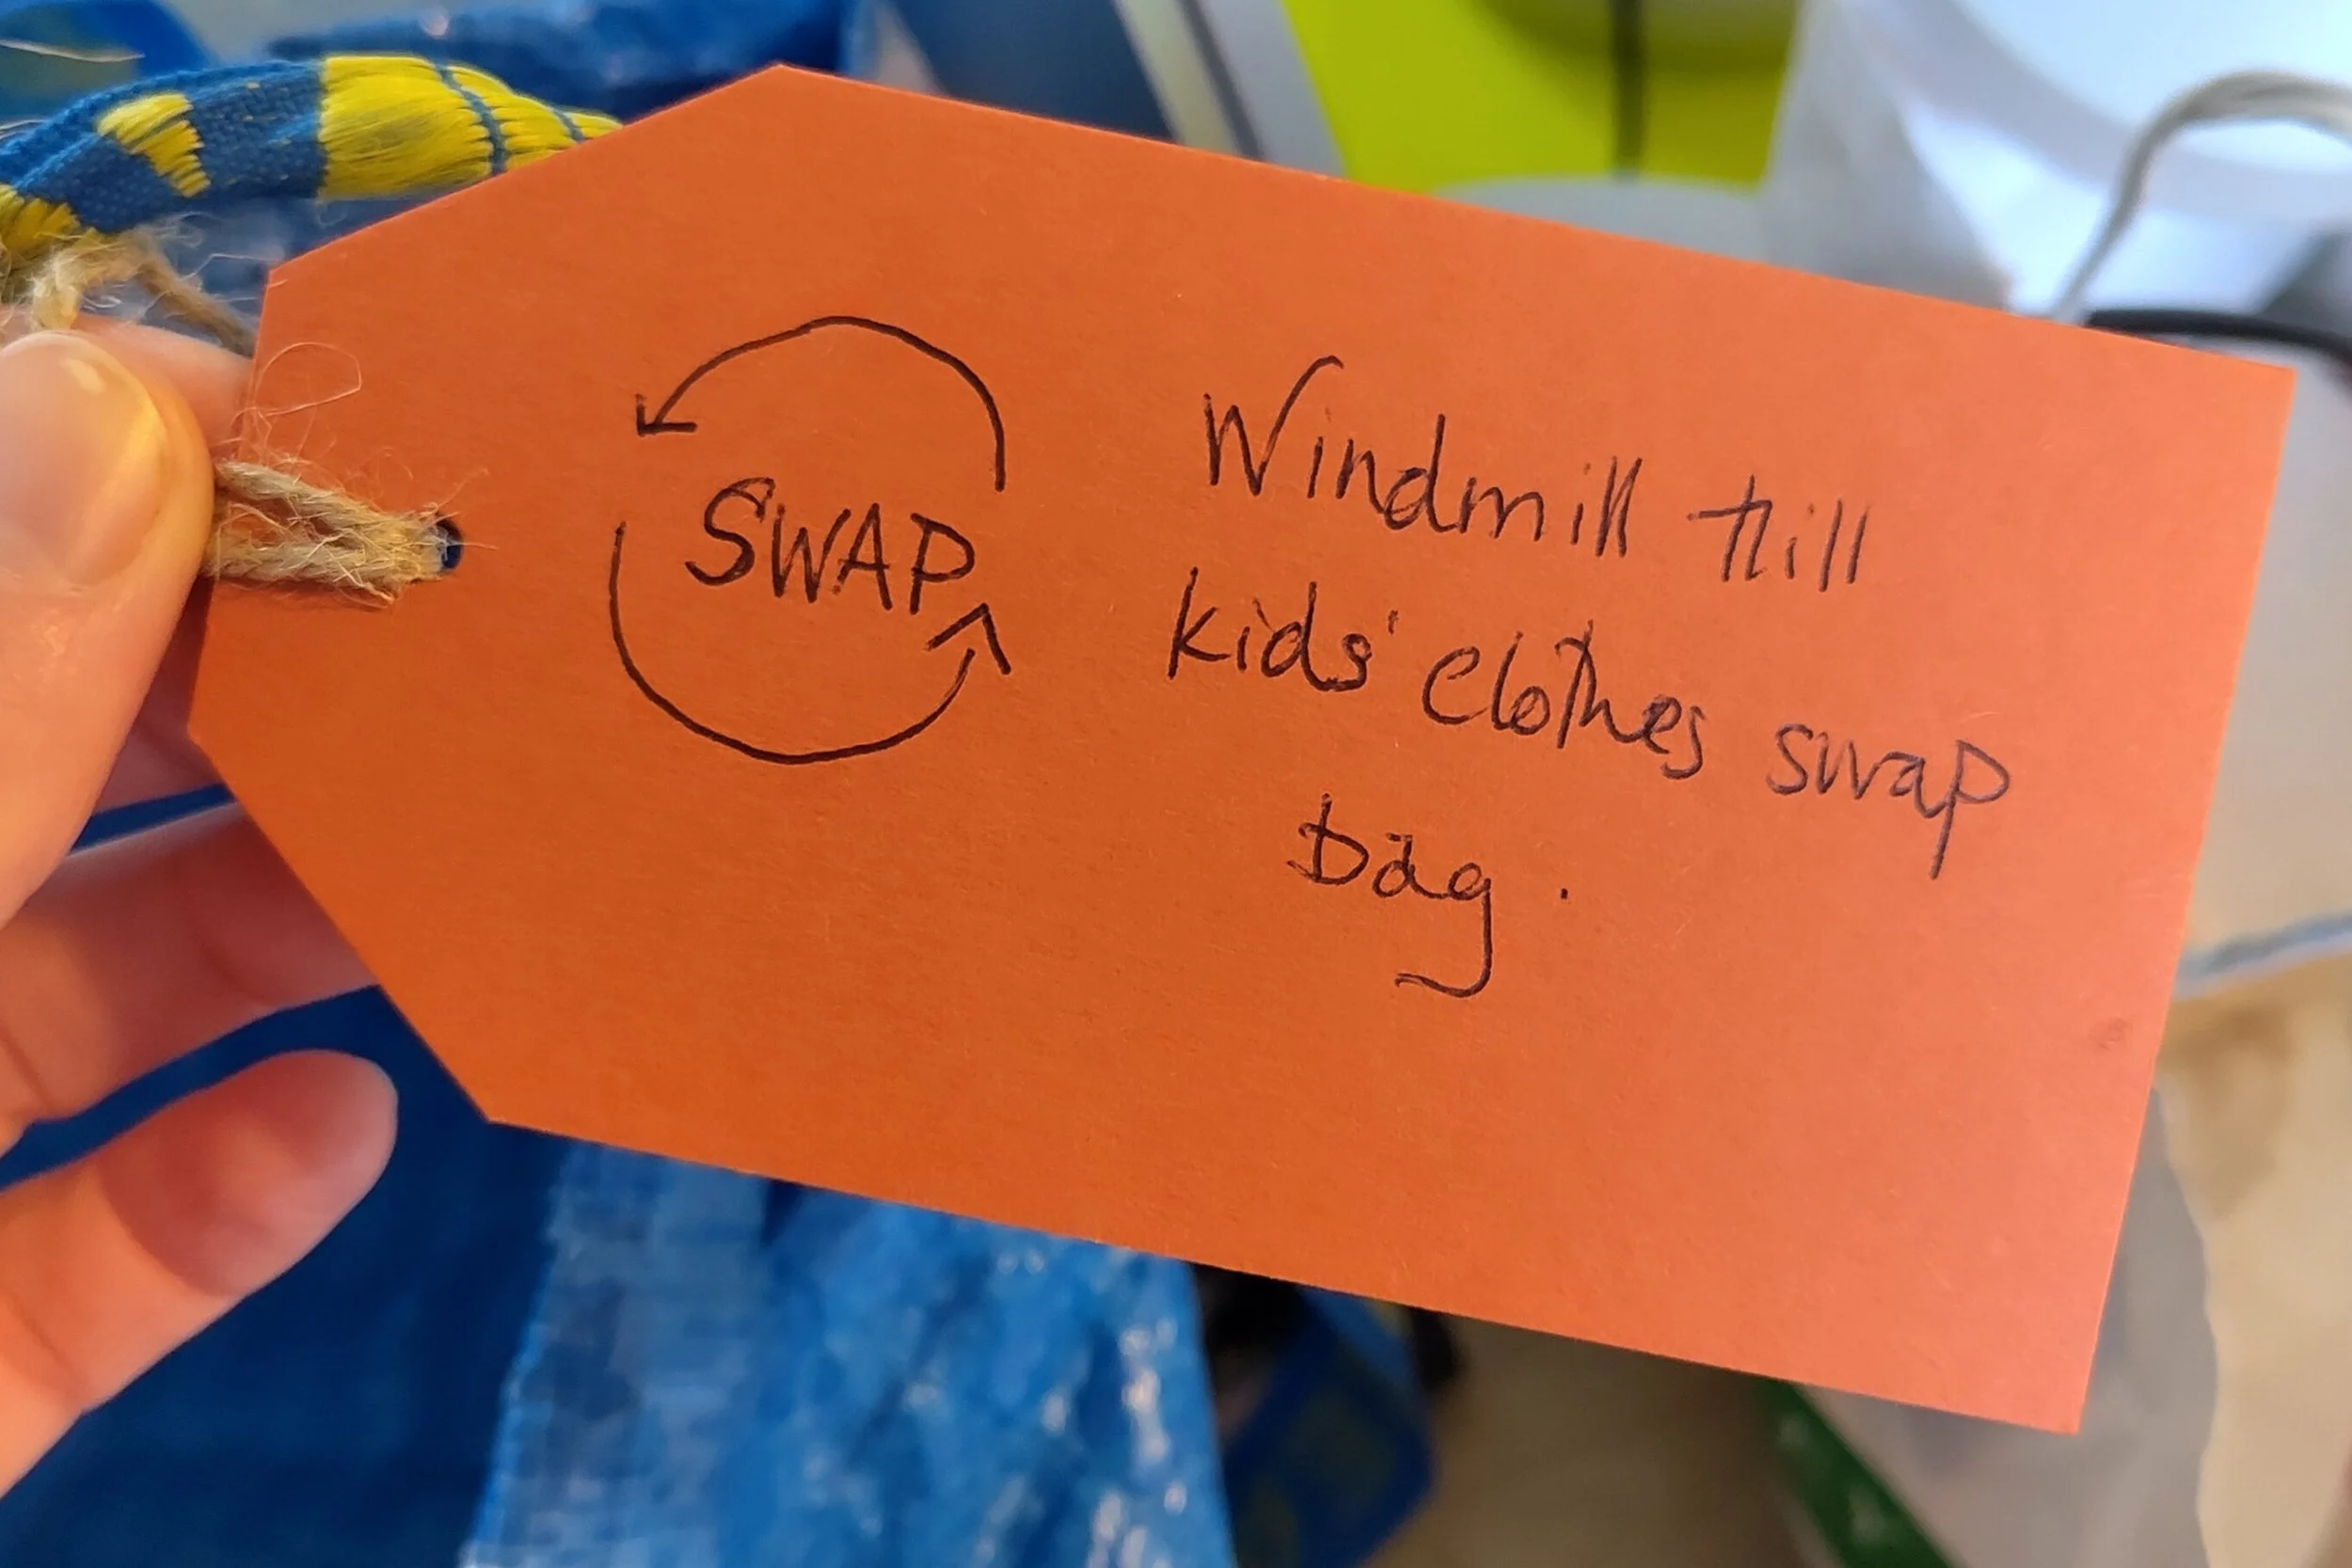 SWAP
Windmill Hill
kids' clothes swap
Bag.